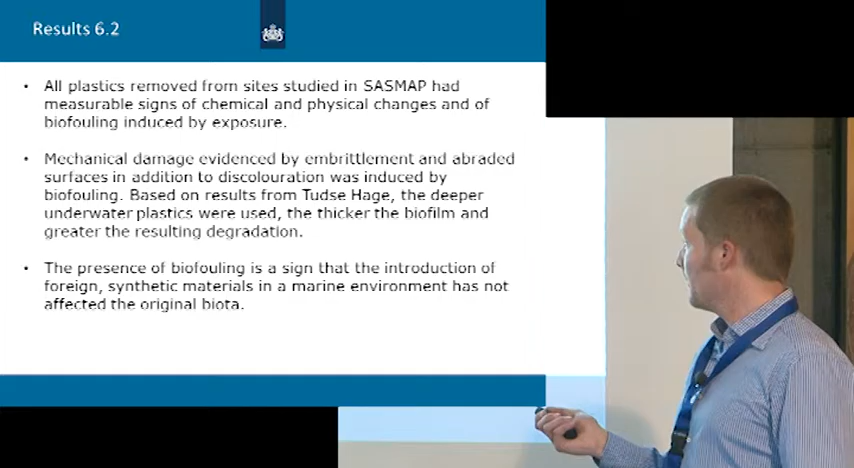 Results 6.2
• All plastics removed from sites studied in SASMAP had
measurable signs of chemical and physical changes and of
biofouling induced by exposure.
• Mechanical damage evidenced by embrittlement and abraded
surfaces in addition to discolouration was induced by
biofouling. Based on results from Tudse Hage, the deeper
underwater plastics were used, the thicker the biofilm and
greater the resulting degradation.
• The presence of biofouling is a sign that the introduction of
foreign, synthetic materials in a marine environment has not
affected the original biota.